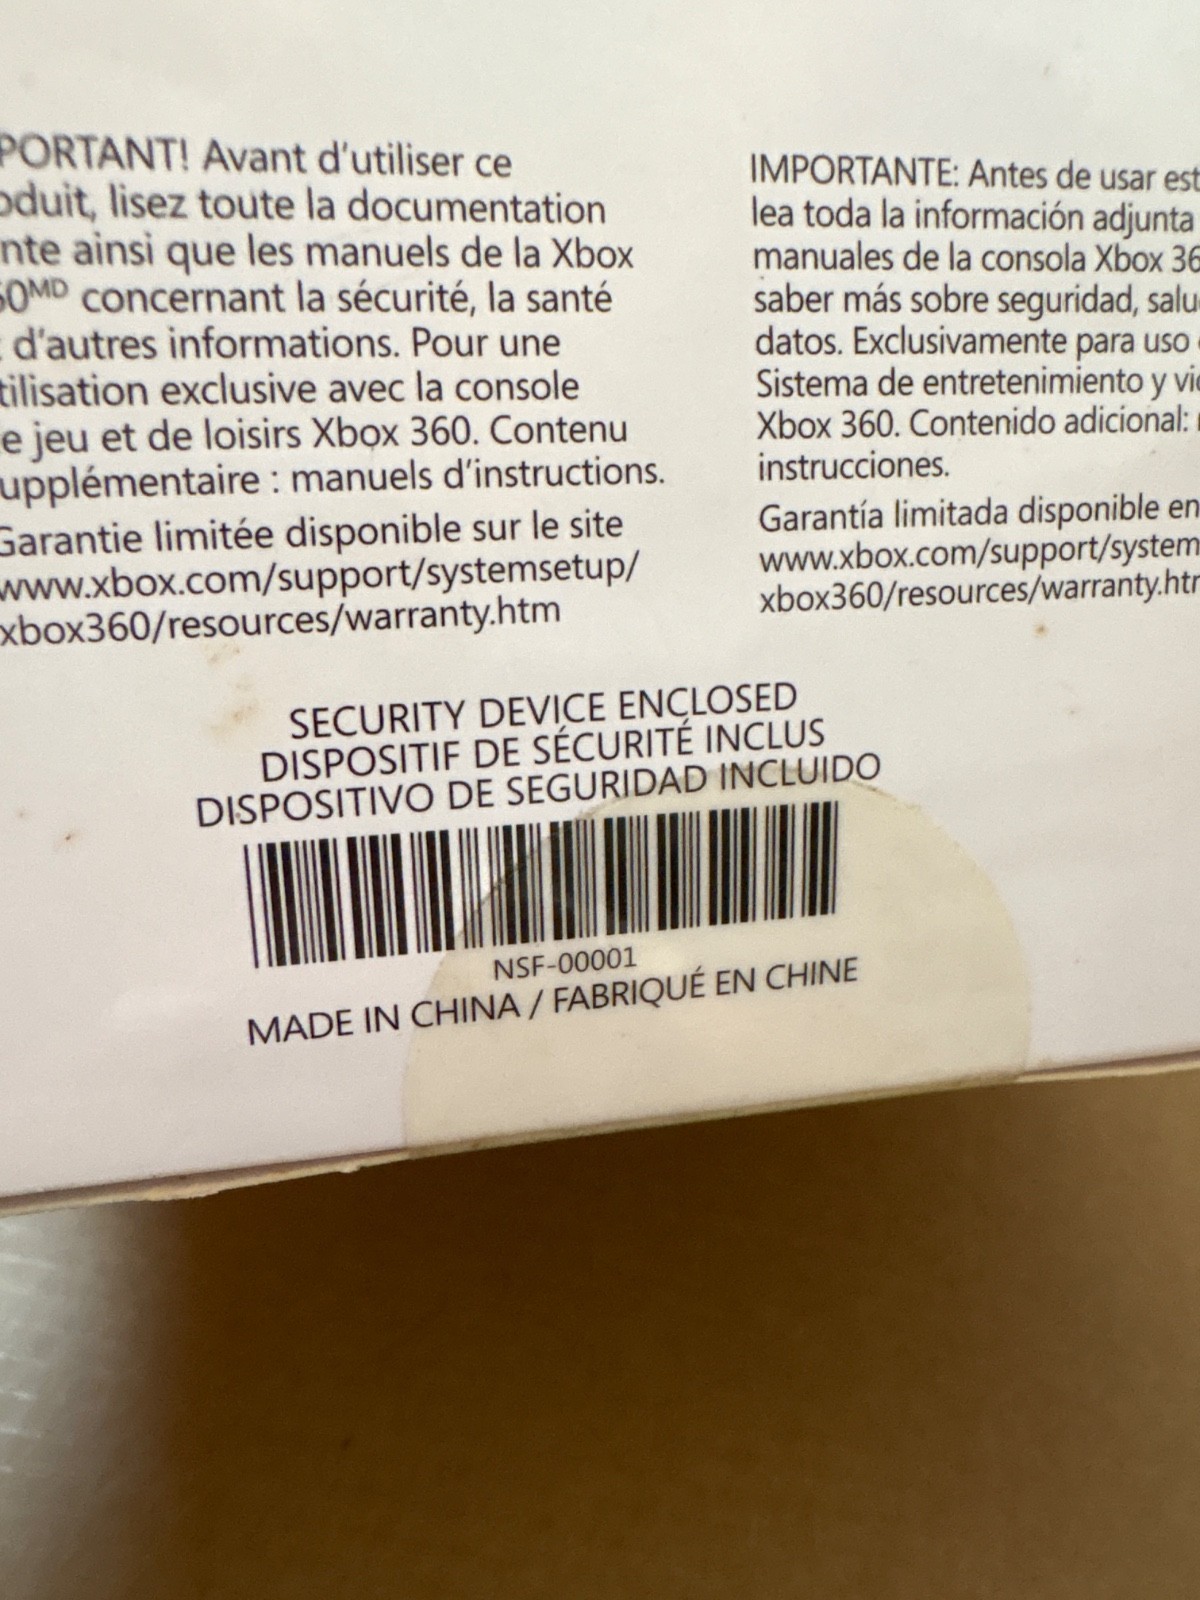 PORTANT! Avant d'utiliser ce
oduit, lisez toute la documentation
nte ainsi que les manuels de la Xbox
60MD concernant la sécurité, la santé
d'autres informations. Pour une
tilisation exclusive avec la console
e jeu et de loisirs Xbox 360. Contenu
upplémentaire : manuels d'instructions.
Garantie limitée disponible sur le site
www.xbox.com/support/systemsetup/
xbox360/resources/warranty.htm
IMPORTANTE: Antes de usar est
lea toda la información adjunta
manuales de la consola Xbox 36
saber más sobre seguridad, salu
datos. Exclusivamente para uso
Sistema de entretenimiento y vi
Xbox 360. Contenido adicional:
instrucciones.
Garantía limitada disponible en
www.xbox.com/support/system
xbox360/resources/warranty.ht
SECURITY DEVICE ENCLOSED
DISPOSITIF DE SÉCURITÉ INCLUS
DISPOSITIVO DE SEGURIDAD INCLUIDO
NSF-00001
MADE IN CHINA / FABRIQUÉ EN CHINE